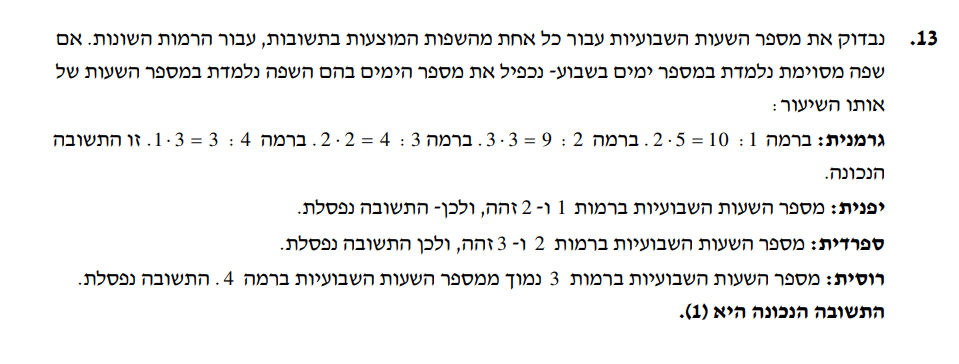 13. נבדוק את מספר השעות השבועיות עבור כל אחת מהשפות המוצעות בתשובות, עבור הרמות השונות. אם
שפה מסוימת נלמדת במספר ימים בשבוע- נכפיל את מספר הימים בהם השפה נלמדת במספר השעות של
אותו השיעור:
גרמנית: ברמה 1: 2·5 = 10. ברמה 2: 3·3 = 9. ברמה 3: 2·2 = 4. ברמה 4: 1·3 = 3. זו התשובה
הנכונה.
יפנית: מספר השעות השבועיות ברמות 1 ו- 2 זהה, ולכן- התשובה נפסלת.
ספרדית: מספר השעות השבועיות ברמות 2 ו- 3 זהה, ולכן התשובה נפסלת.
רוסית: מספר השעות השבועיות ברמות 3 נמוך ממספר השעות השבועיות ברמה 4. התשובה נפסלת.
התשובה הנכונה היא (1).